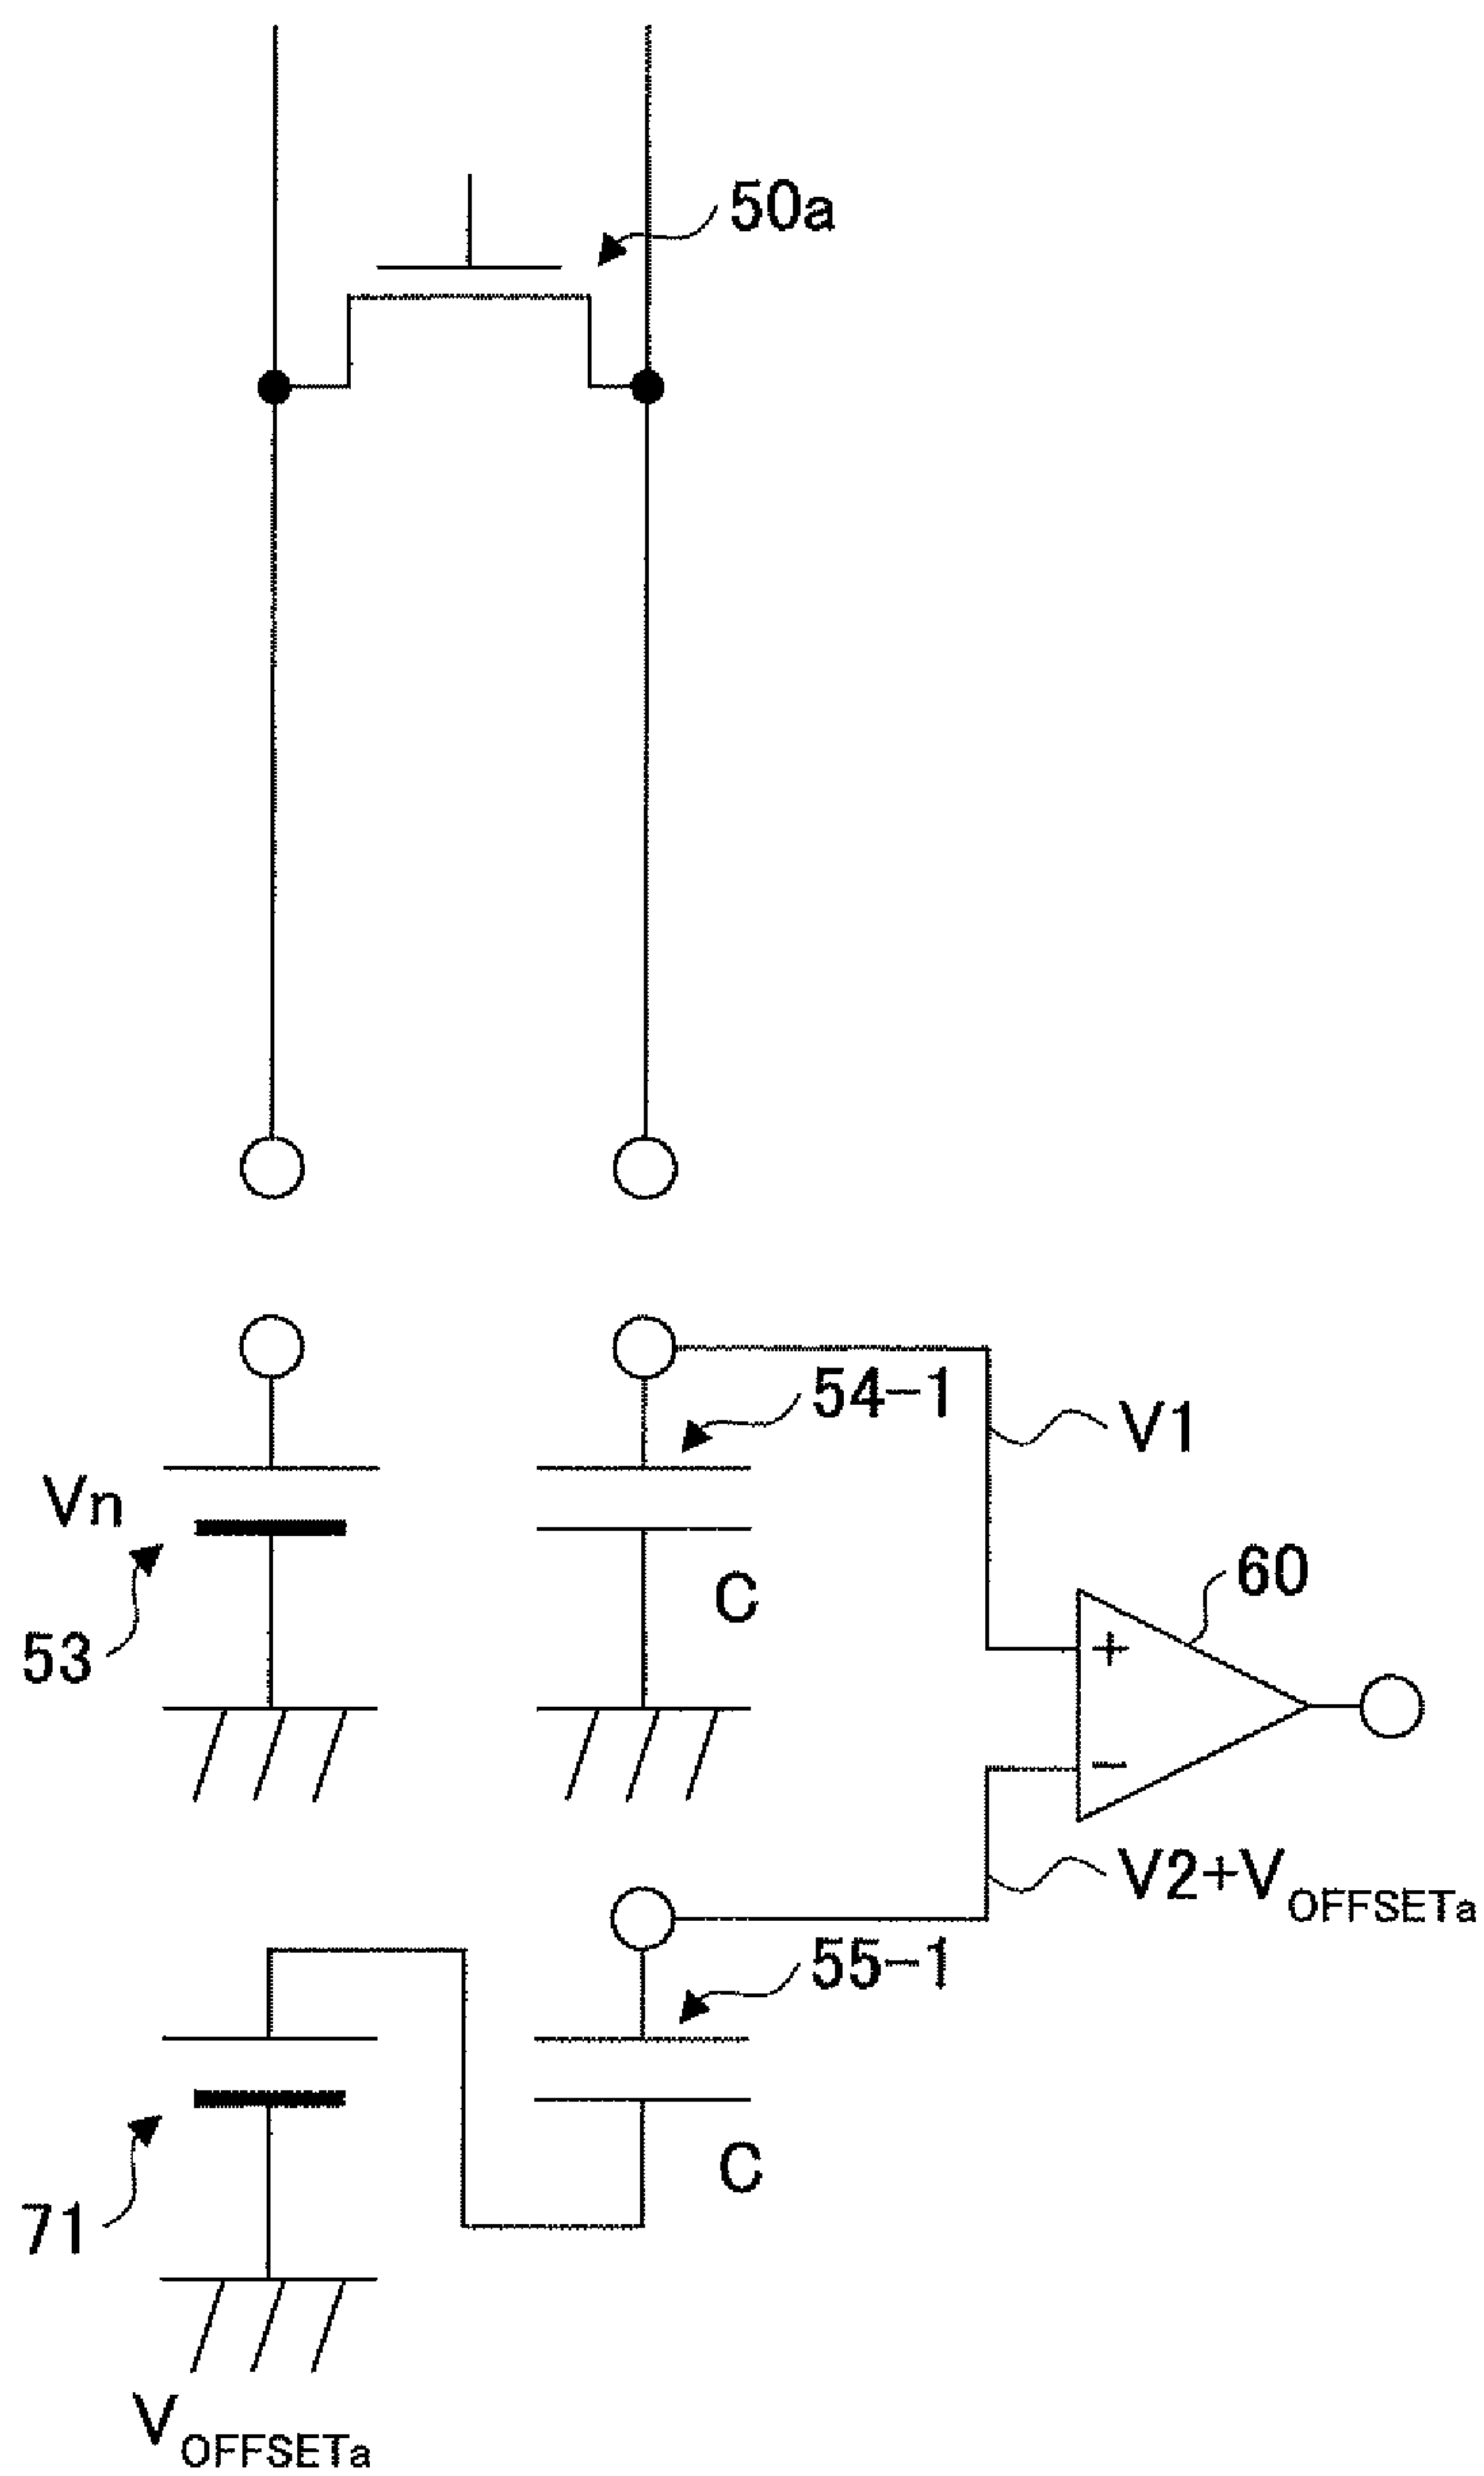 50a
54-1
V1
Vn
C
60
53
+
−
V2+VOFFSETa
55-1
C
71
VOFFSETa